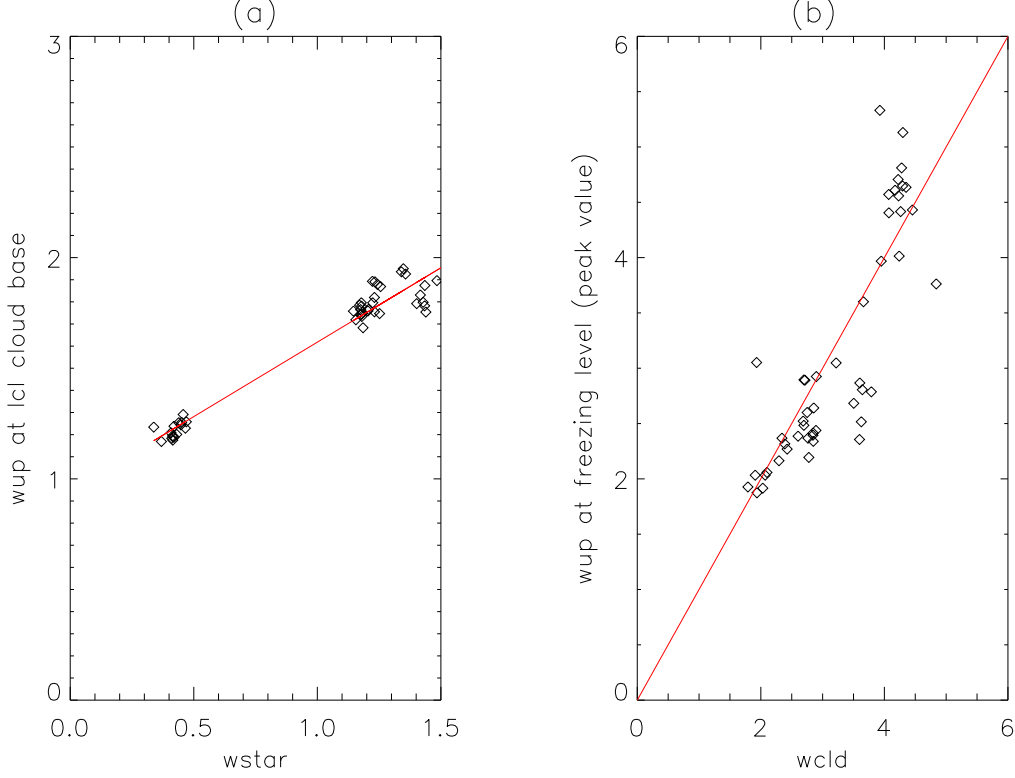 (a)
3
2
1
0
0.0 0.5 1.0 1.5
wstar
wup at lcl cloud base
(b)
6
4
2
0
0 2 4 6
wcld
wup at freezing level (peak value)